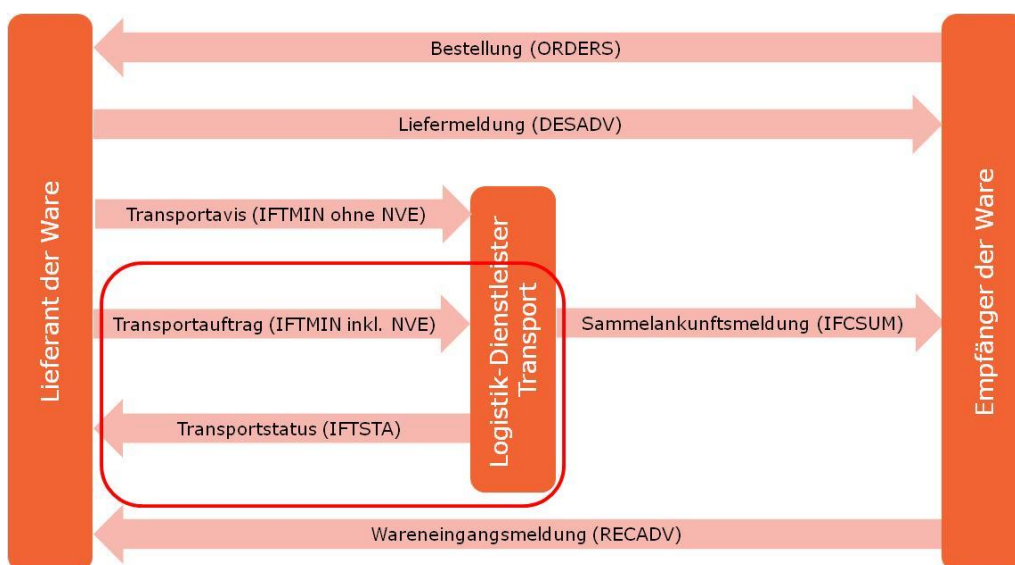 Bestellung (ORDERS)
Liefermeldung (DESADV)
Lieferant der Ware
Transportavis (IFTMIN ohne NVE)
Logistik-Dienstleister
Transport
Empfänger der Ware
Transportauftrag (IFTMIN inkl. NVE)
Sammelankunftsmeldung (IFCSUM)
Transportstatus (IFTSTA)
Wareneingangsmeldung (RECADV)